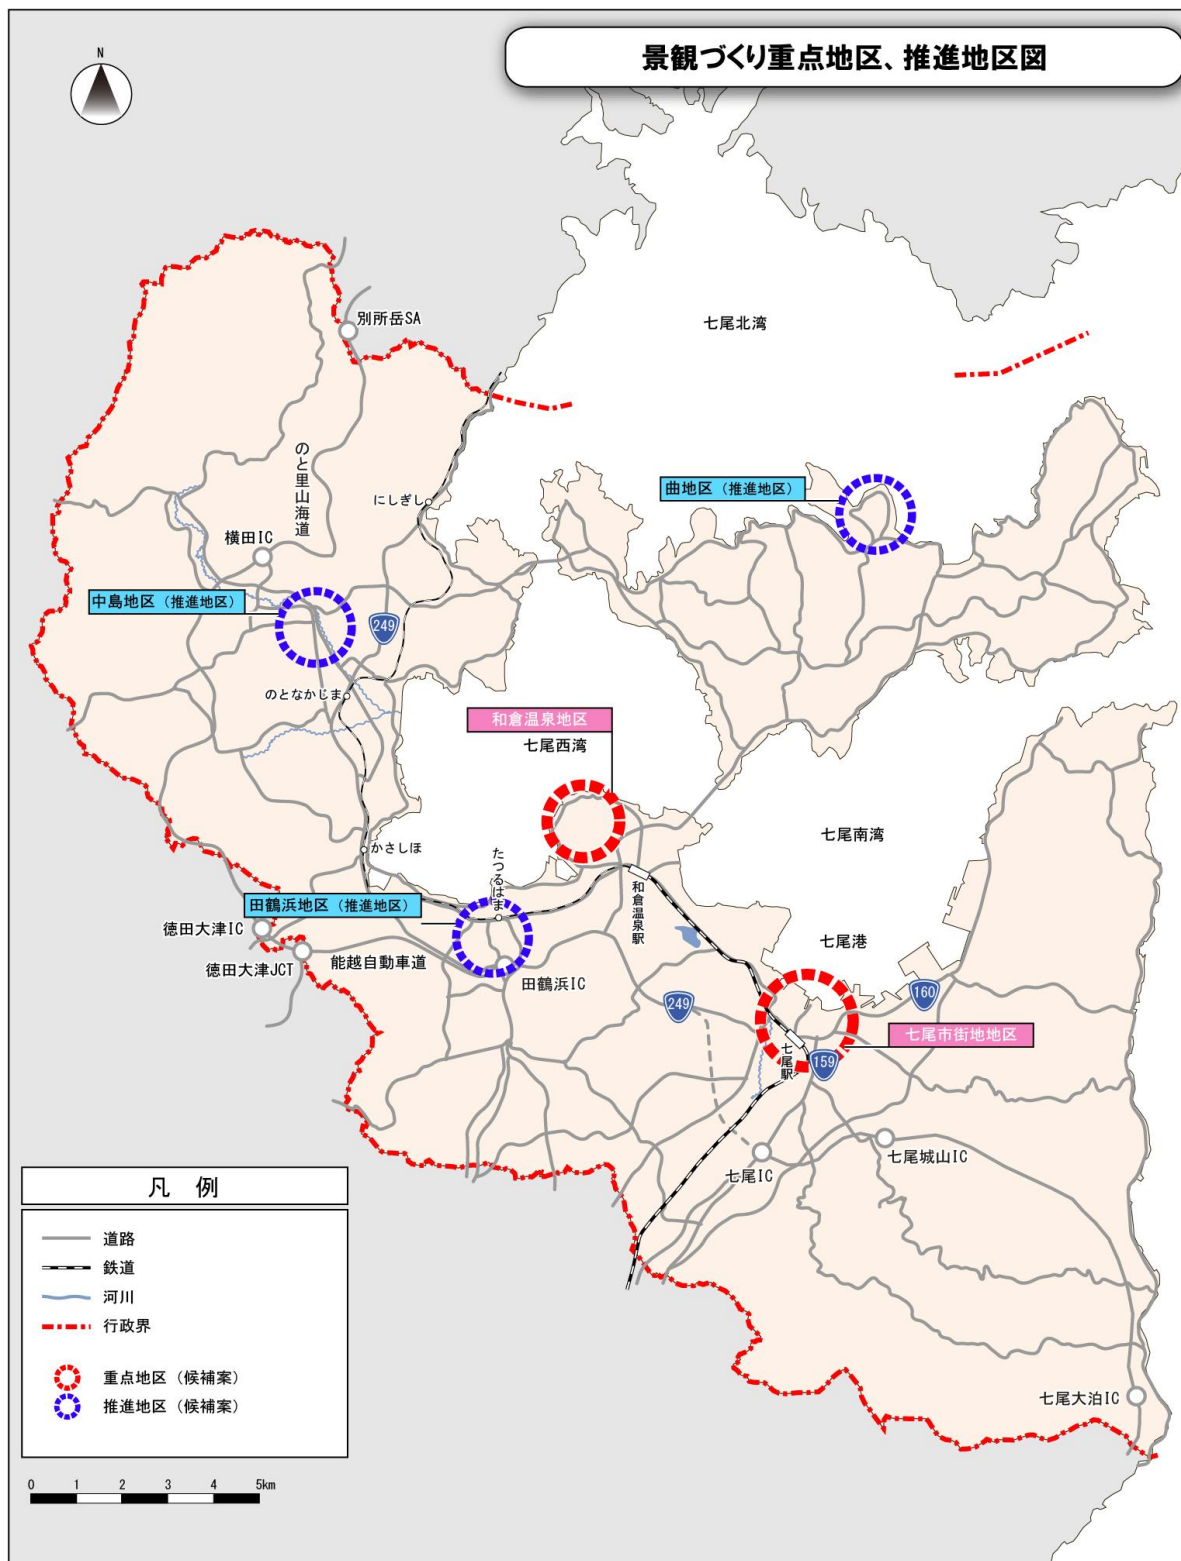 景観づくり重点地区、推進地区図
N
別所岳SA
七尾北湾
のと里山海道
にしぎし
曲地区（推進地区）
横田IC
中島地区（推進地区）
249
のとなかじま
和倉温泉地区
七尾西湾
七尾南湾
かさしほ
たつるはま
和倉温泉駅
田鶴浜地区（推進地区）
徳田大津IC
七尾港
徳田大津JCT
能越自動車道
田鶴浜IC
249
160
七尾市街地地区
七尾駅
159
七尾IC
七尾城山IC
七尾大泊IC
凡 例
道路
鉄道
河川
行政界
重点地区（候補案）
推進地区（候補案）
0 1 2 3 4 5km